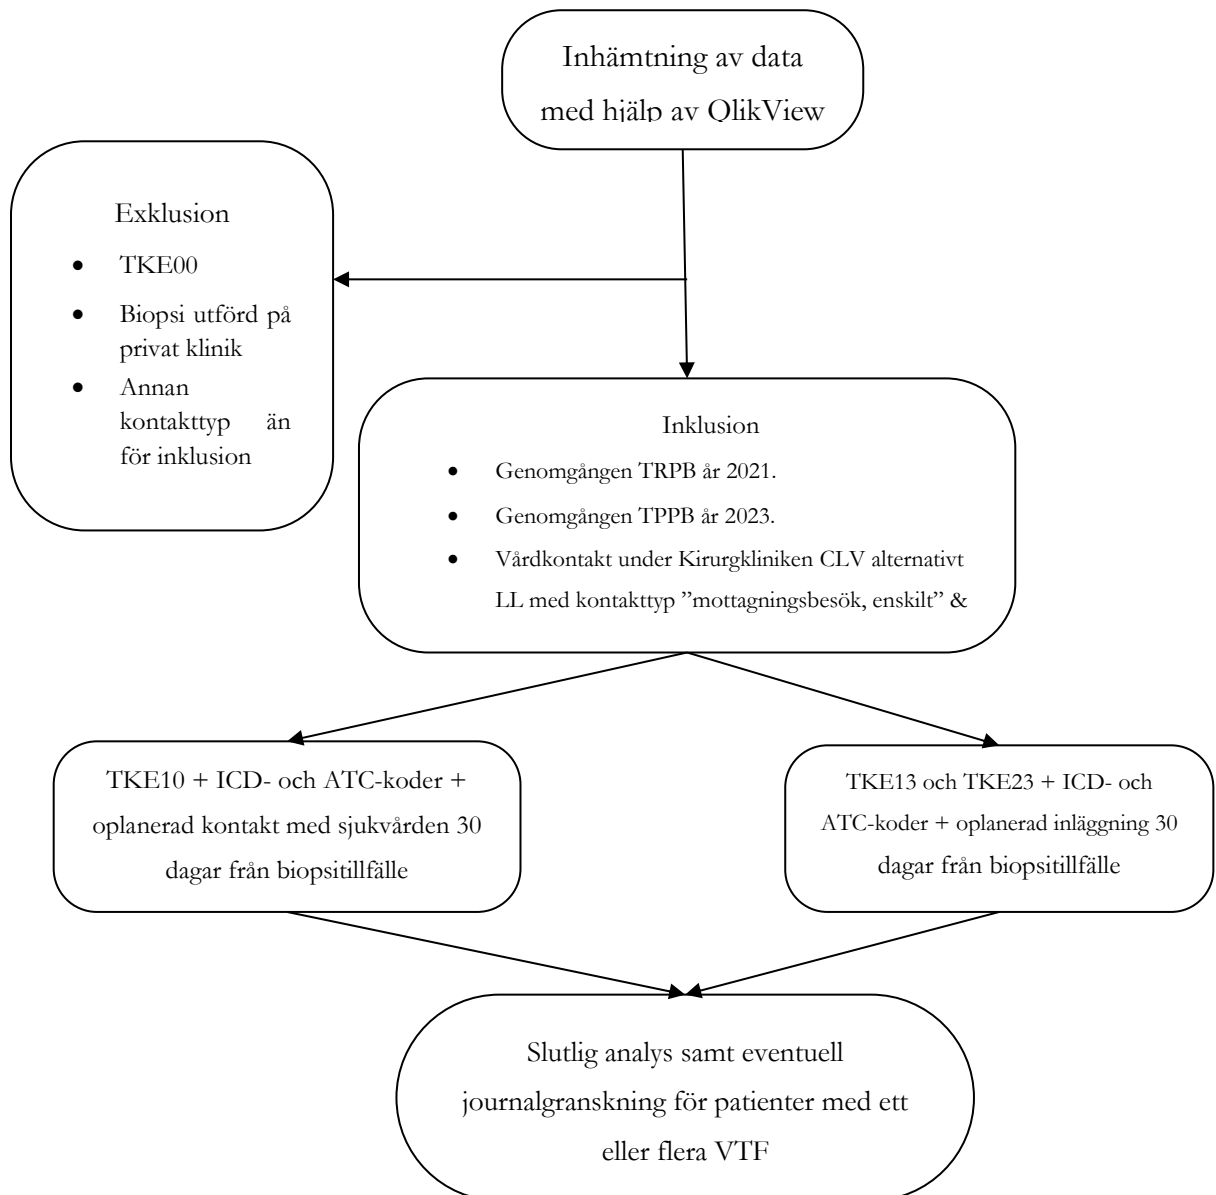 Inhämtning av data
med hjälp av QlikView
Exklusion
• TKE00
• Biopsi utförd på
privat klinik
• Annan
kontakttyp än
för inklusion
Inklusion
• Genomgången TRPB år 2021.
• Genomgången TPPB år 2023.
• Vårdkontakt under Kirurgkliniken CLV alternativt
LL med kontakttyp ”mottagningsbesök, enskilt” &
TKE10 + ICD- och ATC-koder +
oplanerad kontakt med sjukvården 30
dagar från biopsitillfälle
TKE13 och TKE23 + ICD- och
ATC-koder + oplanerad inläggning 30
dagar från biopsitillfälle
Slutlig analys samt eventuell
journalgranskning för patienter med ett
eller flera VTF